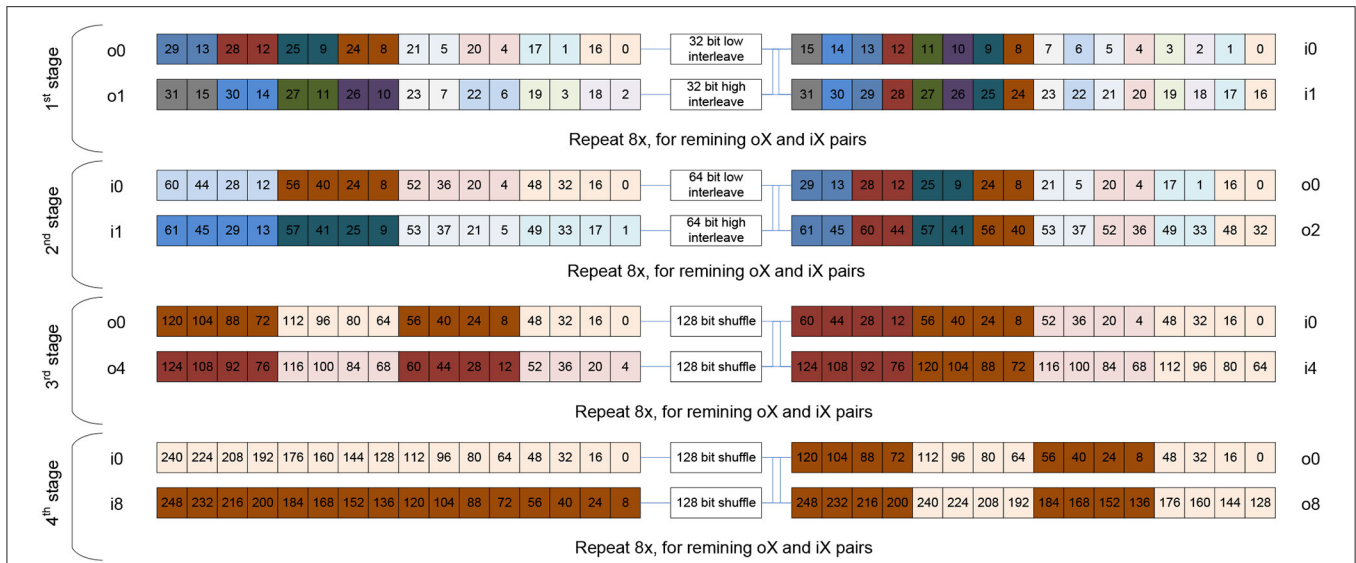 1st stage
o0 29 13 28 12 25 9 24 8 21 5 20 4 17 1 16 0 32 bit low interleave 15 14 13 12 11 10 9 8 7 6 5 4 3 2 1 0 i0
o1 31 15 30 14 27 11 26 10 23 7 22 6 19 3 18 2 32 bit high interleave 31 30 29 28 27 26 25 24 23 22 21 20 19 18 17 16 i1
Repeat 8x, for remining oX and iX pairs
2nd stage
i0 60 44 28 12 56 40 24 8 52 36 20 4 48 32 16 0 64 bit low interleave 29 13 28 12 25 9 24 8 21 5 20 4 17 1 16 0 o0
i1 61 45 29 13 57 41 25 9 53 37 21 5 49 33 17 1 64 bit high interleave 61 45 60 44 57 41 56 40 53 37 52 36 49 33 48 32 o2
Repeat 8x, for remining oX and iX pairs
3rd stage
o0 120 104 88 72 112 96 80 64 56 40 24 8 48 32 16 0 128 bit shuffle 60 44 28 12 56 40 24 8 52 36 20 4 48 32 16 0 i0
o4 124 108 92 76 116 100 84 68 60 44 28 12 52 36 20 4 128 bit shuffle 124 108 92 76 120 104 88 72 116 100 84 68 112 96 80 64 i4
Repeat 8x, for remining oX and iX pairs
4th stage
i0 240 224 208 192 176 160 144 128 112 96 80 64 48 32 16 0 128 bit shuffle 120 104 88 72 112 96 80 64 56 40 24 8 48 32 16 0 o0
i8 248 232 216 200 184 168 152 136 120 104 88 72 56 40 24 8 128 bit shuffle 248 232 216 200 240 224 208 192 184 168 152 136 176 160 144 128 o8
Repeat 8x, for remining oX and iX pairs